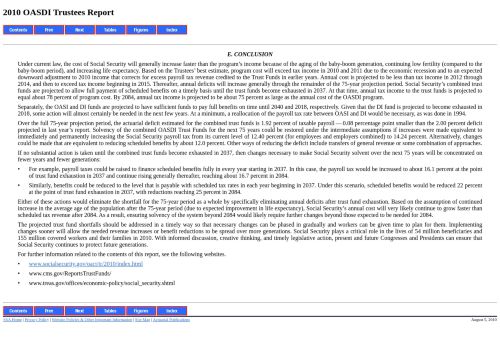 2010 OASDI Trustees Report
Contents Prev Next Tables Figures Index
E. CONCLUSION
Under current law, the cost of Social Security will generally increase faster than the program's income because of the aging of the baby-boom generation, continuing low fertility (compared to the
baby-boom period), and increasing life expectancy. Based on the Trustees' best estimate, program cost will exceed tax income in 2010 and 2011 due to the economic recession and to an expected
downward adjustment to 2010 income that corrects for excess payroll tax revenue credited to the Trust Funds in earlier years. Annual cost is projected to be less than tax income in 2012 through
2014, and then to exceed tax income beginning in 2015. Thereafter, annual deficits will increase rapidly through the year 2030. Social Security's combined trust
funds are projected to allow full payment of scheduled benefits on a timely basis until the trust funds become exhausted in 2037. At that time, annual tax income to the trust funds is projected to
equal about 78 percent of program cost. By 2084, annual tax income is projected to be about 75 percent as large as the annual cost of the OASDI program.
Separately, the OASI and DI funds are projected to have sufficient funds to pay full benefits on time until 2040 and 2018, respectively. Given that the DI fund is projected to become exhausted in
2018, some action will almost certainly be needed in the next few years. At a minimum, a reallocation of the payroll tax rate between OASI and DI would be necessary, as was done in 1994.
Over the full 75-year projection period, the actuarial deficit estimated for the combined trust funds is 1.92 percent of taxable payroll — 0.08 percentage point smaller than the 2.00 percent deficit
projected in last year's report. Solvency of the combined OASDI Trust Funds for the next 75 years could be restored under the intermediate assumptions if increases were made equivalent to
immediately and permanently increasing the Social Security payroll tax from its current level of 12.40 percent (for employees and employers combined) to 14.24 percent. Alternatively, changes
could be made that are equivalent to reducing scheduled benefits by about 12.0 percent. Other ways of reducing the deficit include transfers of general revenue or some combination of approaches.
If no substantial action is taken until the combined trust funds become exhausted in 2037, then changes necessary to make Social Security solvent over the next 75 years will be concentrated on
fewer years and fewer generations:
• For example, payroll taxes could be raised to finance scheduled benefits fully in every year starting in 2037. In this case, the payroll tax would be increased to about 16.1 percent at the point
of trust fund exhaustion in 2037 and continue rising generally thereafter, reaching about 16.7 percent in 2084.
• Similarly, benefits could be reduced to the level that is payable with scheduled tax rates in each year beginning in 2037. Under this scenario, scheduled benefits would be reduced 22 percent
at the point of trust fund exhaustion in 2037, with reductions reaching 25 percent in 2084.
Either of these actions would eliminate the shortfall for the 75-year period as a whole by specifically eliminating annual deficits after trust fund exhaustion. Based on the assumption of continued
increase in the average age of the population after the 75-year period (due to expected improvement in life expectancy), Social Security's annual cost will very likely continue to grow faster than
scheduled tax revenue after 2084. As a result, ensuring solvency of the system beyond 2084 would likely require further changes beyond those expected to be needed for 2084.
The projected trust fund shortfalls should be addressed in a timely way so that necessary changes can be phased in gradually and workers can be given time to plan for them. Implementing
changes sooner will allow the needed revenue increases or benefit reductions to be spread over more generations. Social Security plays a critical role in the lives of 54 million beneficiaries and
155 million covered workers and their families in 2010. With informed discussion, creative thinking, and timely legislative action, present and future Congresses and Presidents can ensure that
Social Security continues to protect future generations.
For further information related to the contents of this report, see the following websites.
• www.socialsecurity.gov/oact/tr/2010/index.html
• www.cms.gov/ReportsTrustFunds/
• www.treas.gov/offices/economic-policy/social_security.shtml
Contents Prev Next Tables Figures Index
SSA Home | Privacy Policy | Website Policies & Other Important Information | Site Map | Actuarial Publications August 5, 2010